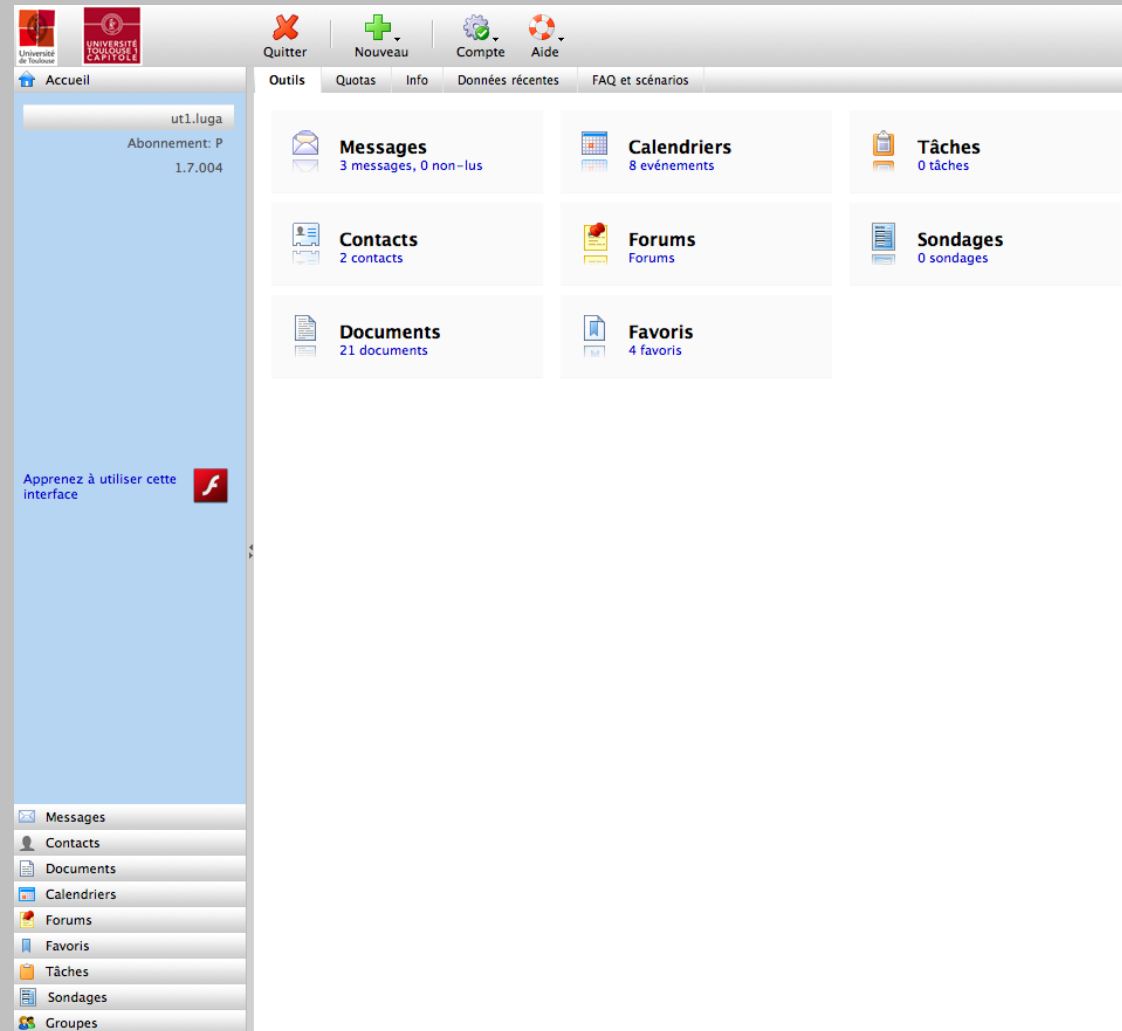 Université
de Toulouse
UNIVERSITÉ
TOULOUSE 1
CAPITOLE
Quitter
Nouveau
Compte
Aide
Accueil
Outils
Quotas
Info
Données récentes
FAQ et scénarios
ut1.luga
Abonnement: P
1.7.004
Messages
3 messages, 0 non-lus
Calendriers
8 evénements
Tâches
0 tâches
Contacts
2 contacts
Forums
Forums
Sondages
0 sondages
Documents
21 documents
Favoris
4 favoris
Apprenez à utiliser cette
interface
Messages
Contacts
Documents
Calendriers
Forums
Favoris
Tâches
Sondages
Groupes